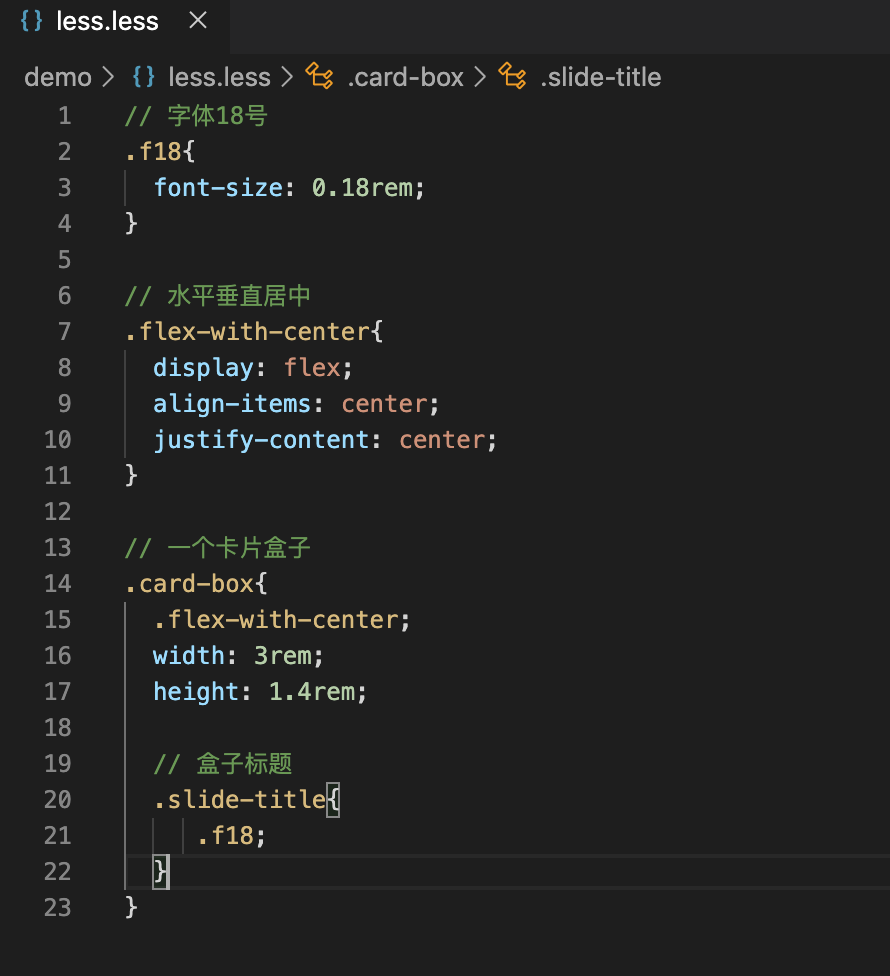 {} less.less ×
demo > {} less.less > .card-box > .slide-title
1 // 字体18号
2 .f18{
3 font-size: 0.18rem;
4 }
5
6 // 水平垂直居中
7 .flex-with-center{
8 display: flex;
9 align-items: center;
10 justify-content: center;
11 }
12
13 // 一个卡片盒子
14 .card-box{
15 .flex-with-center;
16 width: 3rem;
17 height: 1.4rem;
18
19 // 盒子标题
20 .slide-title{
21 .f18;
22 }
23 }